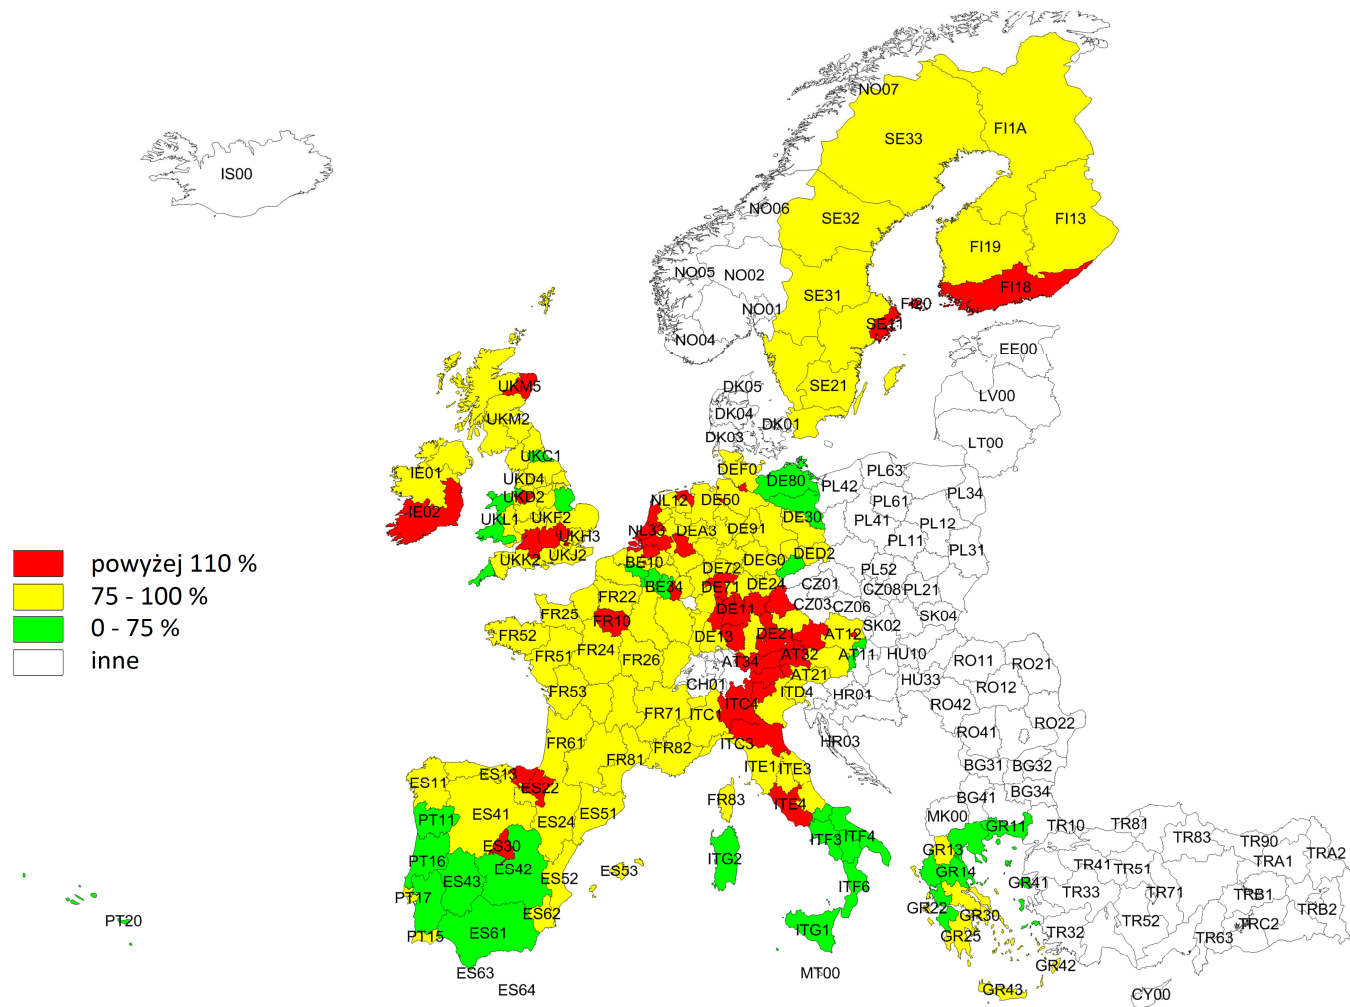 NO07
FI1A
SE33
IS00
NO06
SE32
FI13
FI19
NO05
NO02
FI18
SE31
FI20
NO01
SE11
NO04
EE00
UKM5
DK05
SE21
LV00
UKM2
DK04
DK01
DK03
LT00
UKC1
IE01
DEF0
PL63
UKD4
DE80
PL42
PL34
UKD2
NL12
DE50
PL61
IE02
UKL1
UKF2
DE30
PL41
PL12
NL33
DEA3
DE91
UKH3
PL11
PL31
UKK2
UKJ2
BE10
DEG0
DED2
powyżej 110 %
DE72
PL52
BE34
DE71
DE24
CZ01
CZ08
PL21
75 - 100 %
FR22
CZ03
CZ06
FR25
DE11
SK04
FR10
SK02
0 - 75 %
FR52
DE13
DE21
AT12
FR24
AT32
AT11
HU10
inne
FR51
FR26
AT34
RO11
RO21
AT21
HU33
CH01
ITD4
HR01
RO12
FR53
ITC4
RO42
FR71
ITC1
RO22
RO41
FR61
FR82
ITC3
HR03
FR81
ITE1
ITE3
BG31
BG32
ES13
ES11
ES22
BG34
FR83
ITE4
BG41
ES41
ES51
MK00
PT11
ES24
GR11
TR10
TR81
ITF3
ITF4
TR83
TR90
ES30
GR13
TRA2
PT16
ITG2
TRA1
ES42
GR14
TR41
TR51
ES53
ES43
ES52
GR41
ITF6
TR33
TR71
TRB1
PT17
GR22
TRB2
ES62
GR30
PT20
TR52
TRC2
ITG1
TR32
PT15
ES61
GR25
TR63
GR42
ES63
MT00
ES64
GR43
CY00